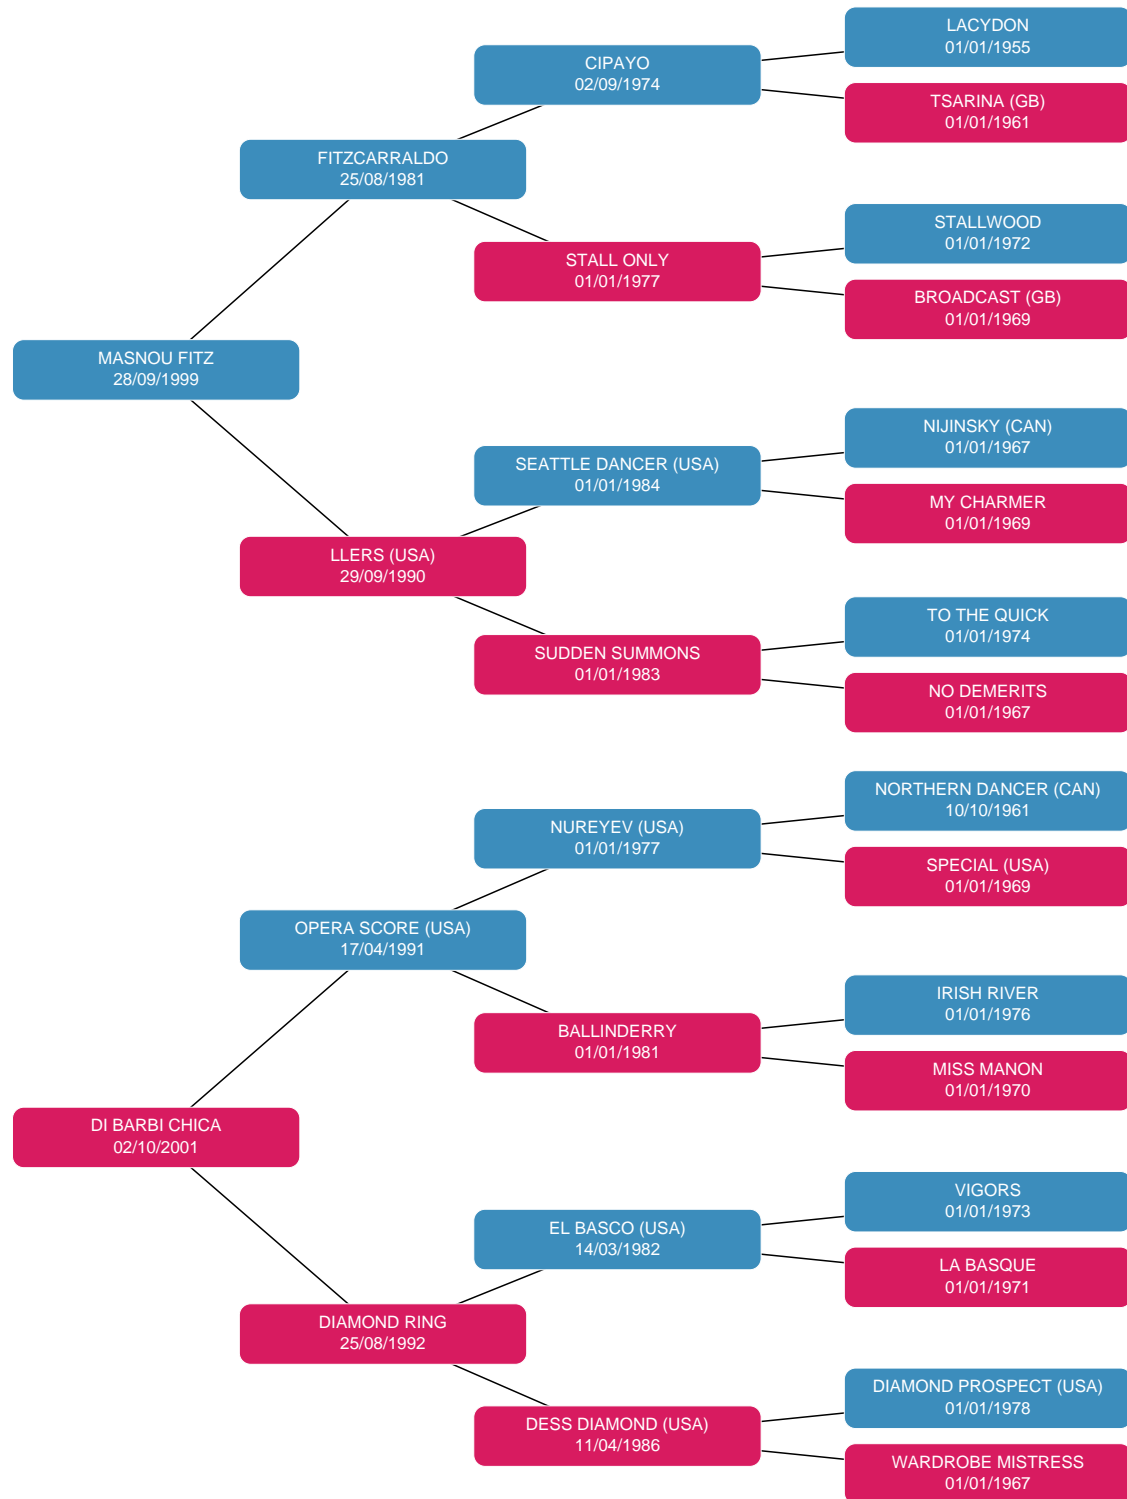 LACYDON
01/01/1955
CIPAYO
02/09/1974
TSARINA (GB)
01/01/1961
FITZCARRALDO
25/08/1981
STALLWOOD
01/01/1972
STALL ONLY
01/01/1977
BROADCAST (GB)
01/01/1969
MASNOU FITZ
28/09/1999
NIJINSKY (CAN)
01/01/1967
SEATTLE DANCER (USA)
01/01/1984
MY CHARMER
01/01/1969
LLERS (USA)
29/09/1990
TO THE QUICK
01/01/1974
SUDDEN SUMMONS
01/01/1983
NO DEMERITS
01/01/1967
NORTHERN DANCER (CAN)
10/10/1961
NUREYEV (USA)
01/01/1977
SPECIAL (USA)
01/01/1969
OPERA SCORE (USA)
17/04/1991
IRISH RIVER
01/01/1976
BALLINDERRY
01/01/1981
MISS MANON
01/01/1970
DI BARBI CHICA
02/10/2001
VIGORS
01/01/1973
EL BASCO (USA)
14/03/1982
LA BASQUE
01/01/1971
DIAMOND RING
25/08/1992
DIAMOND PROSPECT (USA)
01/01/1978
DESS DIAMOND (USA)
11/04/1986
WARDROBE MISTRESS
01/01/1967